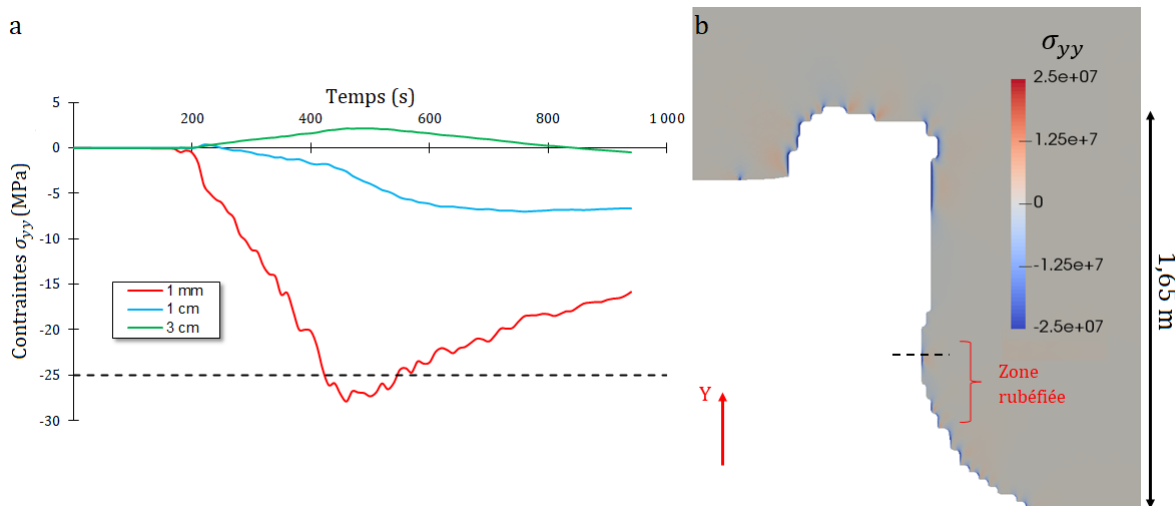 a
Temps (s)
5
0
-5
-10
-15
-20
-25
-30
200
400
600
800
1 000
Contraintes σyy (MPa)
1 mm
1 cm
3 cm
b
σyy
2.5e+07
1.25e+07
0
-1.25e+7
-2.5e+07
1,65 m
Zone
rubéfiée
Y